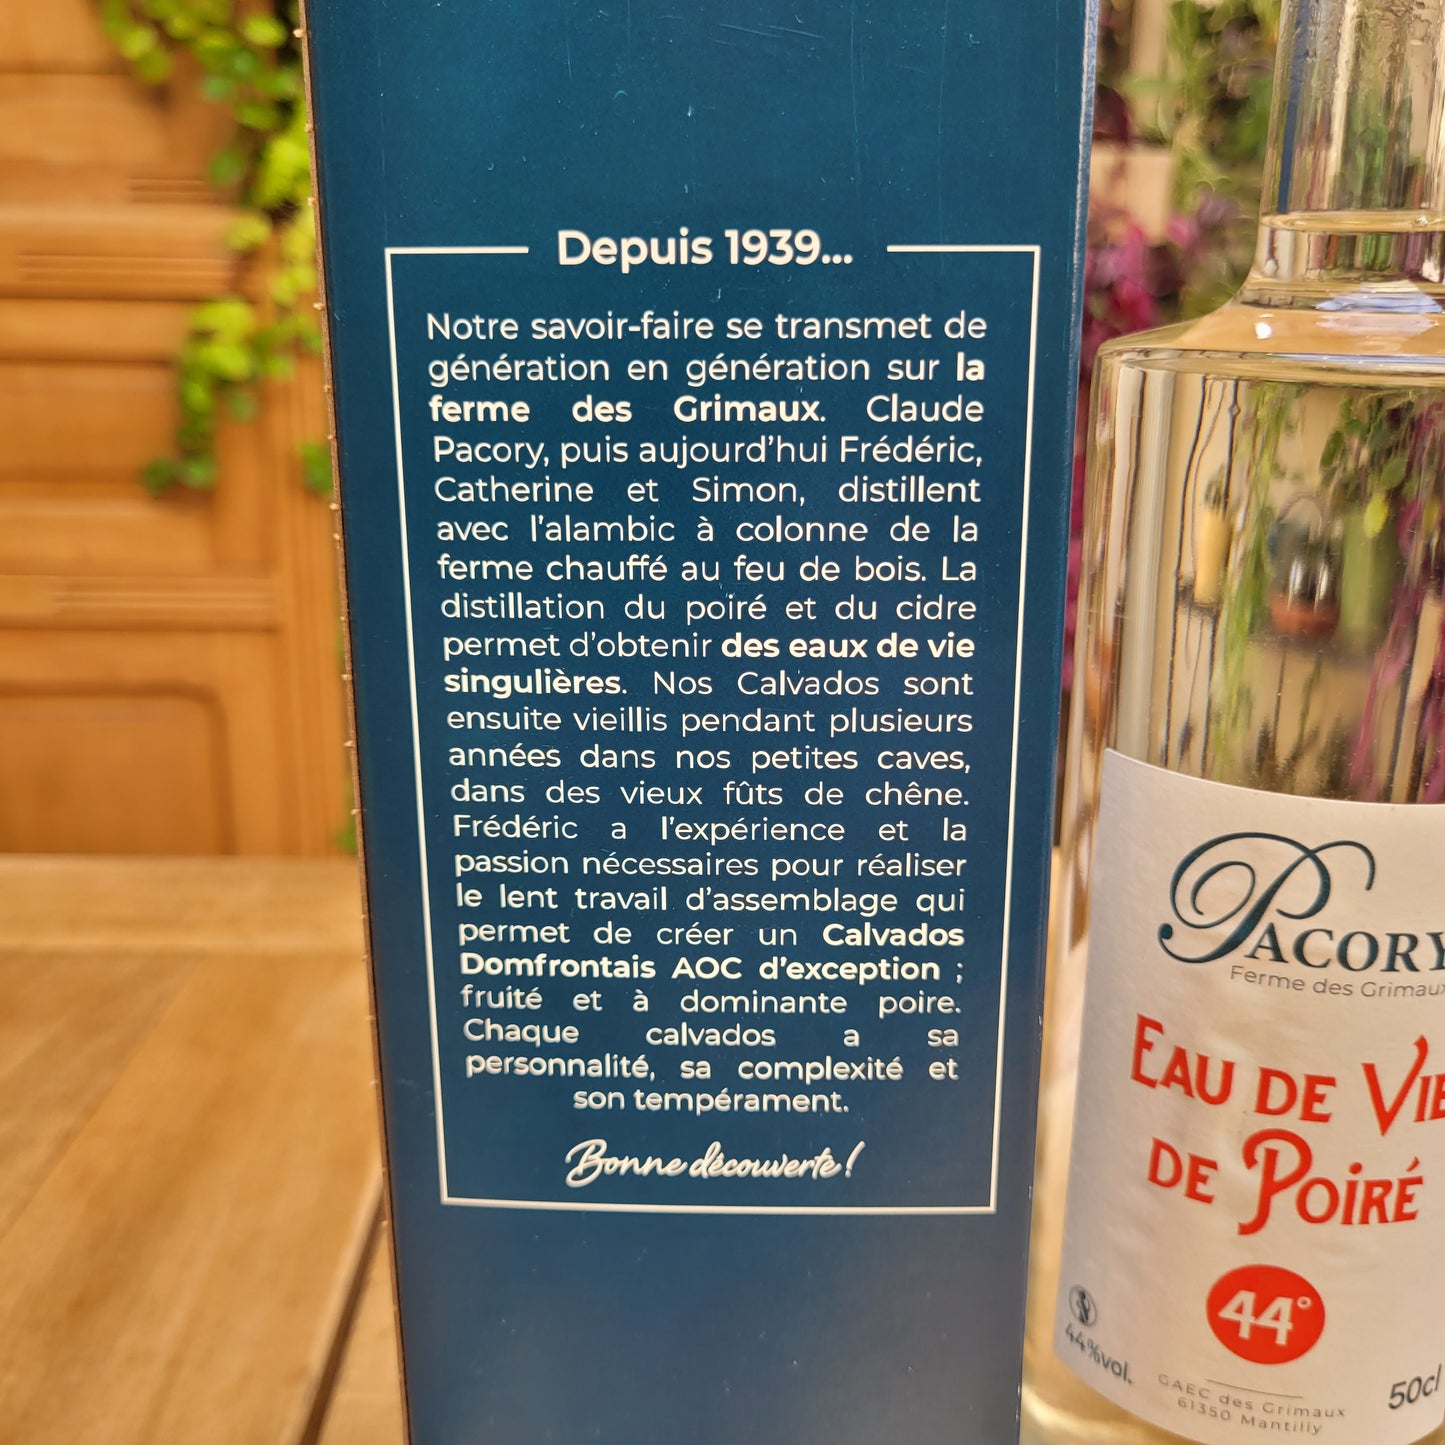 Depuis 1939...
Notre savoir-faire se transmet de
génération en génération sur la
ferme des Grimaux. Claude
Pacory, puis aujourd'hui Frédéric,
Catherine et Simon, distillent
avec l'alambic à colonne de la
ferme chauffé au feu de bois. La
distillation du poiré et du cidre
permet d'obtenir des eaux de vie
singulières. Nos Calvados sont
ensuite vieillis pendant plusieurs
années dans nos petites caves,
dans des vieux fûts de chêne.
Frédéric a l'expérience et la
passion nécessaires pour réaliser
le lent travail d'assemblage qui
permet de créer un Calvados
Domfrontais AOC d'exception ;
fruité et à dominante poire.
Chaque calvados a sa
personnalité, sa complexité et
son tempérament.
Bonne découverte !
PACORY
Ferme des Grimaux
EAU DE VIE
DE POIRÉ
44°
44%vol.
50cl
GAEC des Grimaux
61350 Mantilly